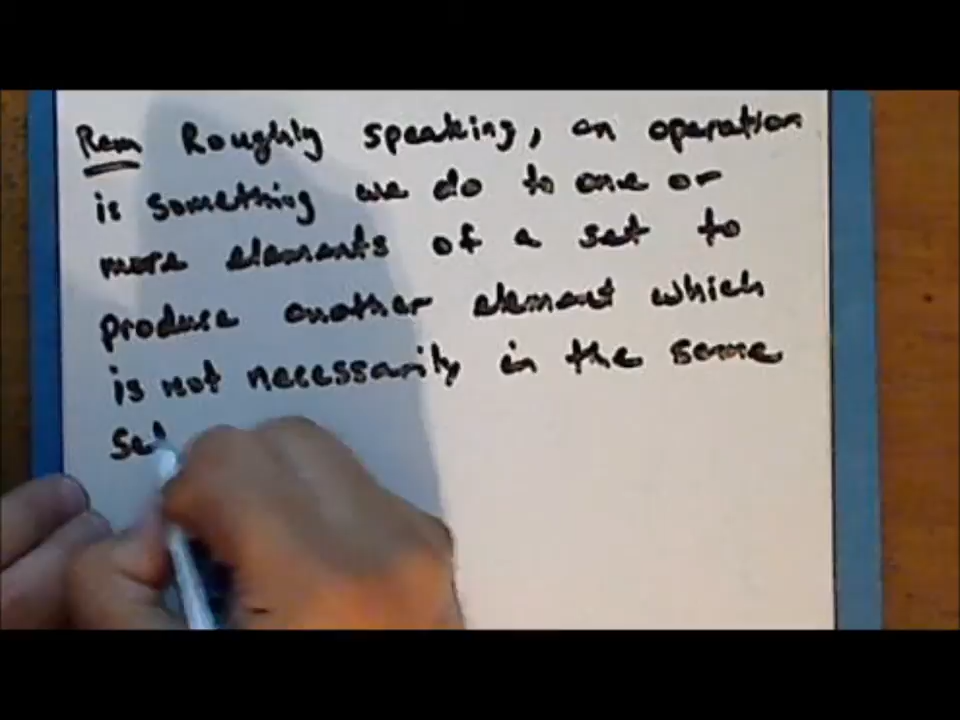 Rem Roughly speaking, an operation
is something we do to one or
more elements of a set to
produce another element which
is not necessarily in the same
set